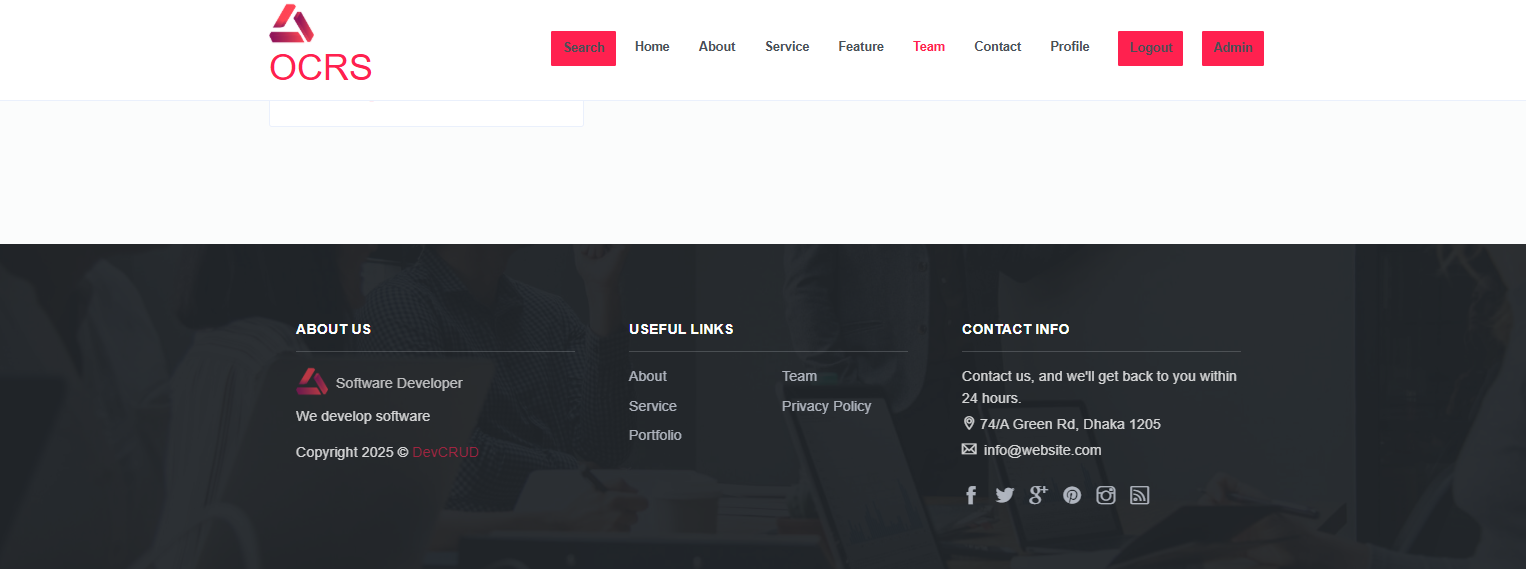 OCRS
Search Home About Service Feature Team Contact Profile Logout Admin
ABOUT US
Software Developer
We develop software
Copyright 2025 © DevCRUD
USEFUL LINKS
About Team
Service Privacy Policy
Portfolio
CONTACT INFO
Contact us, and we'll get back to you within
24 hours.
74/A Green Rd, Dhaka 1205
info@website.com